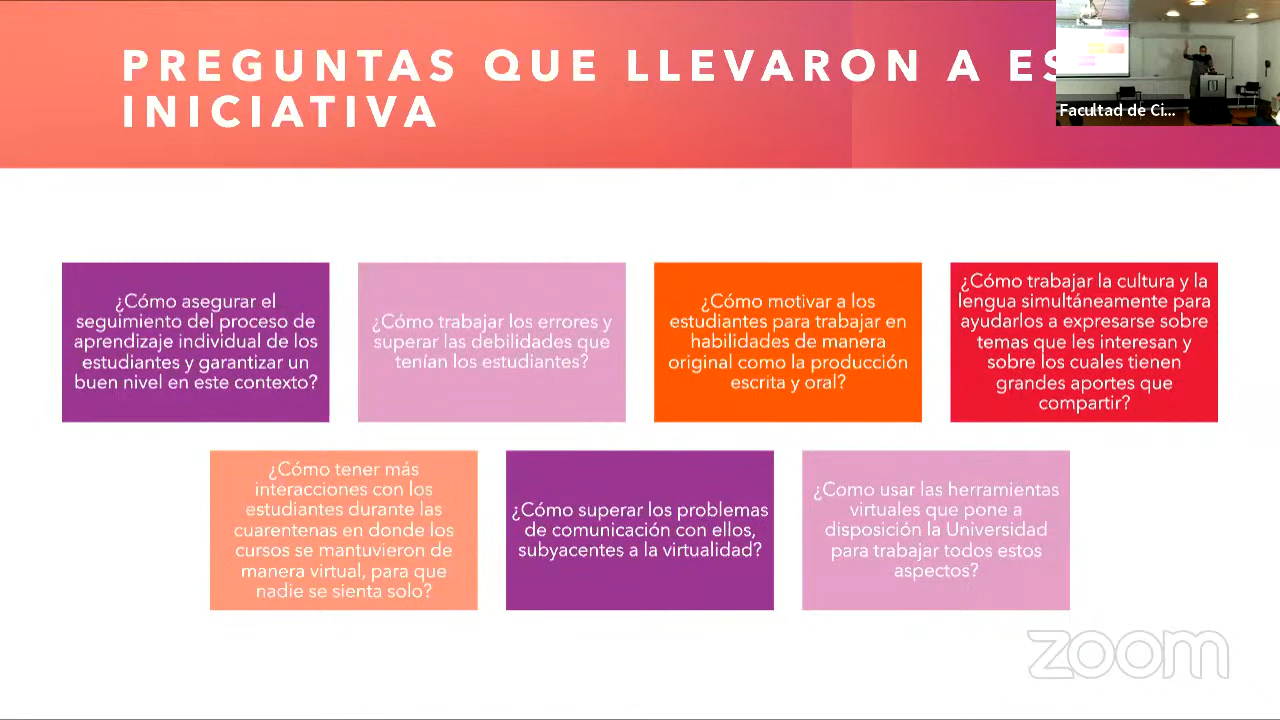 PREGUNTAS QUE LLEVARON A
INICIATIVA
Facultad de Ci...
¿Cómo asegurar el
seguimiento del proceso de
aprendizaje individual de los
estudiantes y garantizar un
buen nivel en este contexto?
¿Cómo trabajar los errores y
superar las debilidades que
tenían los estudiantes?
¿Cómo motivar a los
estudiantes para trabajar en
habilidades de manera
original como la producción
escrita y oral?
¿Cómo trabajar la cultura y la
lengua simultáneamente para
ayudarlos a expresarse sobre
temas que les interesan y
sobre los cuales tienen
grandes aportes que
compartir?
¿Cómo tener más
interacciones con los
estudiantes durante las
cuarentenas en donde los
cursos se mantuvieron de
manera virtual, para que
nadie se sienta solo?
¿Cómo superar los problemas
de comunicación con ellos,
subyacentes a la virtualidad?
¿Como usar las herramientas
virtuales que pone a
disposición la Universidad
para trabajar todos estos
aspectos?
zoom